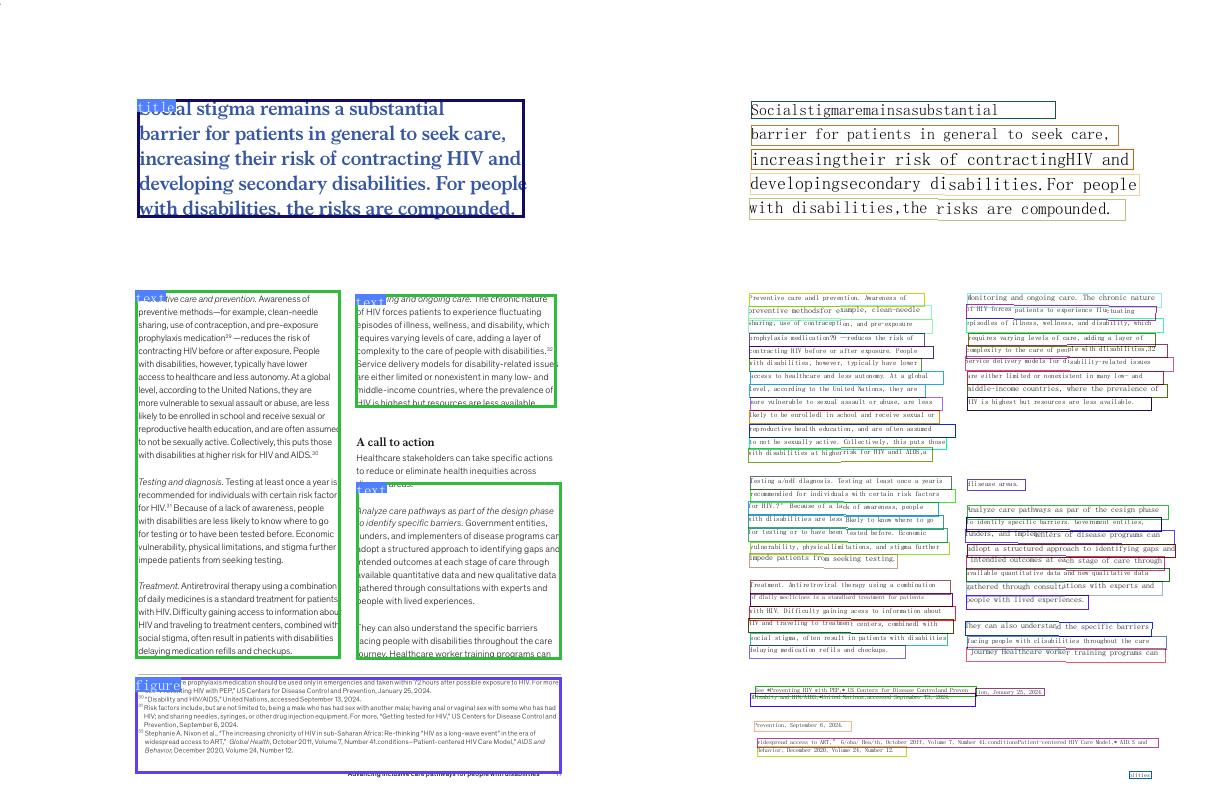 title al stigma remains a substantial
barrier for patients in general to seek care,
increasing their risk of contracting HIV and
developing secondary disabilities. For people
with disabilities, the risks are compounded.
text ive care and prevention. Awareness of
preventive methods—for example, clean-needle
sharing, use of contraception, and pre-exposure
prophylaxis medication²⁹ —reduces the risk of
contracting HIV before or after exposure. People
with disabilities, however, typically have lower
access to healthcare and less autonomy. At a global
level, according to the United Nations, they are
more vulnerable to sexual assault or abuse, are less
likely to be enrolled in school and receive sexual or
reproductive health education, and are often assumed
to not be sexually active. Collectively, this puts those
with disabilities at higher risk for HIV and AIDS.³⁰
Testing and diagnosis. Testing at least once a year is
recommended for individuals with certain risk factor
for HIV.³¹ Because of a lack of awareness, people
with disabilities are less likely to know where to go
for testing or to have been tested before. Economic
vulnerability, physical limitations, and stigma further
impede patients from seeking testing.
Treatment. Antiretroviral therapy using a combination
of daily medicines is a standard treatment for patients
with HIV. Difficulty gaining access to information abou
HIV and traveling to treatment centers, combined with
social stigma, often result in patients with disabilities
delaying medication refills and checkups.
text ing and ongoing care. The chronic nature
of HIV forces patients to experience fluctuating
episodes of illness, wellness, and disability, which
requires varying levels of care, adding a layer of
complexity to the care of people with disabilities.³²
Service delivery models for disability-related issues
are either limited or nonexistent in many low- and
middle-income countries, where the prevalence of
HIV is highest but resources are less available.
A call to action
Healthcare stakeholders can take specific actions
to reduce or eliminate health inequities across
text areas.
Analyze care pathways as part of the design phase
to identify specific barriers. Government entities,
funders, and implementers of disease programs can
adopt a structured approach to identifying gaps and
intended outcomes at each stage of care through
available quantitative data and new qualitative data
gathered through consultations with experts and
people with lived experiences.
They can also understand the specific barriers
facing people with disabilities throughout the care
journey. Healthcare worker training programs can
figure e prophylaxis medication should be used only in emergencies and taken within 72 hours after possible exposure to HIV. For more
ting HIV with PEP," US Centers for Disease Control and Prevention, January 25, 2024.
³⁰ "Disability and HIV/AIDS," United Nations, accessed September 13, 2024.
³¹ Risk factors include, but are not limited to, being a male who has had sex with another male; having anal or vaginal sex with some who has had
HIV; and sharing needles, syringes, or other drug injection equipment. For more, "Getting tested for HIV," US Centers for Disease Control and
Prevention, September 6, 2024.
³² Stephanie A. Nixon et al., "The increasing chronicity of HIV in sub-Saharan Africa: Re-thinking "HIV as a long-wave event" in the era of
widespread access to ART," Global Health, October 2011, Volume 7, Number 41.conditions—Patient-centered HIV Care Model," AIDS and
Behavior, December 2020, Volume 24, Number 12.
Advancing inclusive care pathways for people with disabilities
Socialstigmaremainsasubstantial
barrier for patients in general to seek care,
increasingtheir risk of contractingHIV and
developingsecondary disabilities.For people
with disabilities,the risks are compounded.
Preventive care andl prevention. Awareness of
preventive methodsfor example, clean-needle
sharing, use of contraception, and pre-exposure
prophylaxis medication?9 —reduces the risk of
contracting HIV before or after exposure. People
with disabilities, however, typically have lower
access to healthcare and less autonomy. At a global
level, according to the United Nations, they are
more vulnerable to sexual assault or abuse, are less
likely to be enrolledl in school and receive sexual or
reproductive health education, and are often assumed
to not be sexually active. Collectively, this puts those
with disabilities at higher risk for HIV andl AIDS,a
Testing a/ndf diagnosis. Testing at least once a yearis
recommendied for individuals with certain risk factors
for HIV.?' Because of a lack of awareness, people
with disabilities are less likely to know where to go
for testing or to have been tested before. Economic
vulnerability, physical limitations, and stigma further
impede patients from seeking testing.
Treatment. Antiretroviral therapy using a combination
of dially medicines is a standlard treatment for patients
with HIV. Difficulty gaining access to information about
HIV and traveling to treatment centers, combinedl with
social stigma, often result in patients with disabilities
delaying medication refills and checkups.
Monitoring and ongoing care. The chronic nature
of HIV forces patients to experience fluctuating
episodies of illness, wellness, and disability, which
requires varying levels of care, adding a layer of
complexity to the care of people with disabilities,32
Service delivery models for disability-related issues
are either limited or nonexistent in many low- and
middle-income countries, where the prevalence of
HIV is highest but resources are less available.
dlisease areas.
Analyze care pathways as par of the cesign phase
to identify specific barriers. Government entities,
funders, and implementers of disease programs can
adiopt a structured approach to identifying gaps and
intendled outcomes at each stage of care through
available quantitative data and new qualitative data
gathered through consultations with experts and
people with lived experiences.
They can also understand the specific barriers
facing people with clisabilities throughout the care
journey Healthcare worker training programs can
See •Preventing HIV with PEP,• US Centers for Disease Controland Preven tion, January 25, 2024.
Prevention, September 6, 2024.
widespread access to ART," G/oba/ Hea/th, October 201f, Volume 7, Number 41.conditionsPatient-centered HIV Care Model,• AIDS and
Behavior, December 2020, Volume 24, Number 12.
ilities